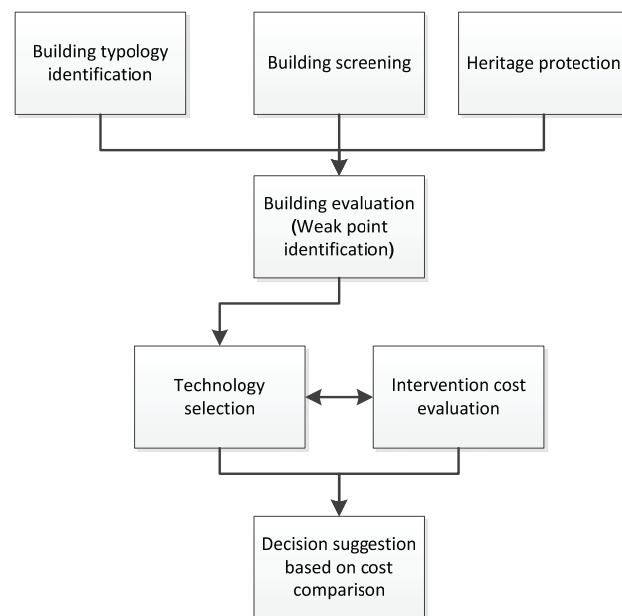 Building typology
identification
Building screening
Heritage protection
Building evaluation
(Weak point
identification)
Technology
selection
Intervention cost
evaluation
Decision suggestion
based on cost
comparison